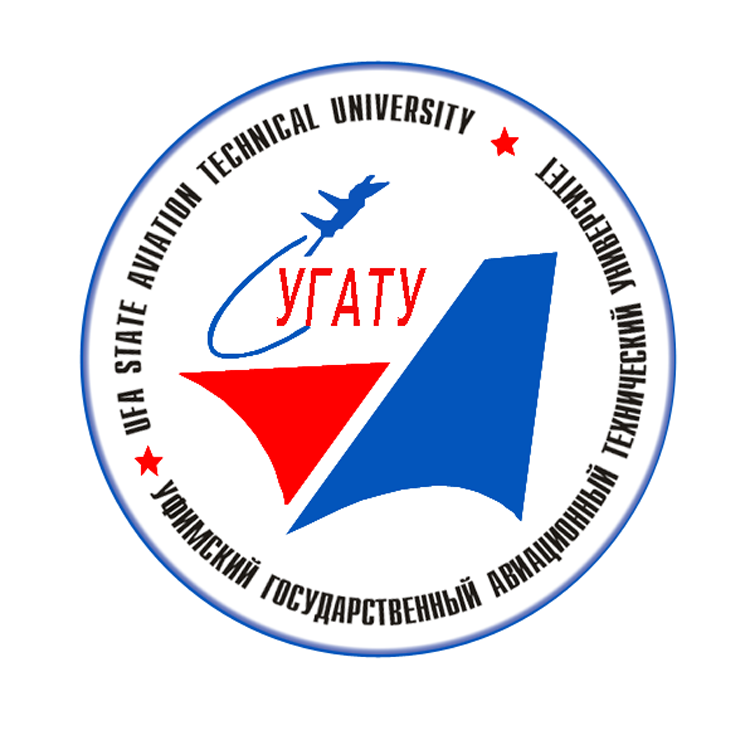 UFA STATE AVIATION TECHNICAL UNIVERSITY
УГАТУ
УФИМСКИЙ ГОСУДАРСТВЕННЫЙ АВИАЦИОННЫЙ ТЕХНИЧЕСКИЙ УНИВЕРСИТЕТ